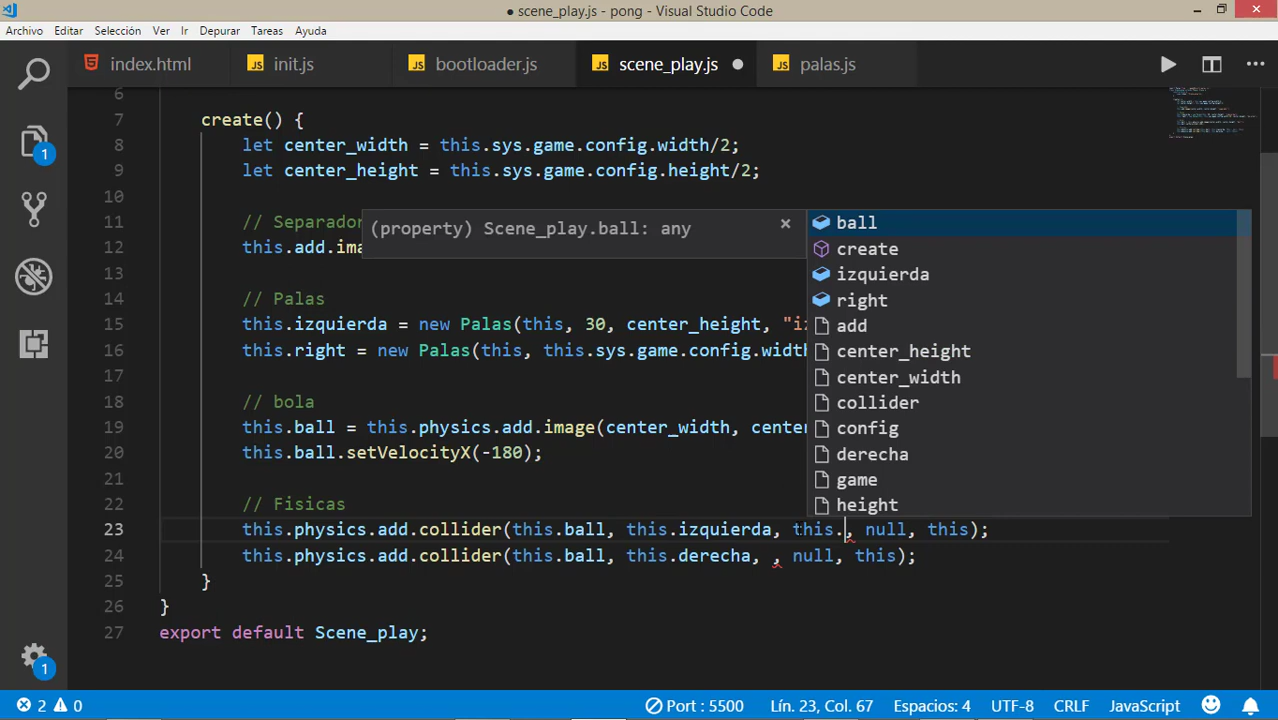 ● scene_play.js - pong - Visual Studio Code
Archivo Editar Selección Ver Ir Depurar Tareas Ayuda
index.html JS init.js JS bootloader.js JS scene_play.js ● JS palas.js
6
7 create() {
8 let center_width = this.sys.game.config.width/2;
9 let center_height = this.sys.game.config.height/2;
10
11 // Separador
12 this.add.ima
13
14 // Palas
15 this.izquierda = new Palas(this, 30, center_height, "iz
16 this.right = new Palas(this, this.sys.game.config.width
17
18 // bola
19 this.ball = this.physics.add.image(center_width, cente
20 this.ball.setVelocityX(-180);
21
22 // Fisicas
23 this.physics.add.collider(this.ball, this.izquierda, this., null, this);
24 this.physics.add.collider(this.ball, this.derecha, , null, this);
25 }
26 }
27 export default Scene_play;
(property) Scene_play.ball: any ×
ball
create
izquierda
right
add
center_height
center_width
collider
config
derecha
game
height
1
1
2 0 Port : 5500 Lín. 23, Col. 67 Espacios: 4 UTF-8 CRLF JavaScript